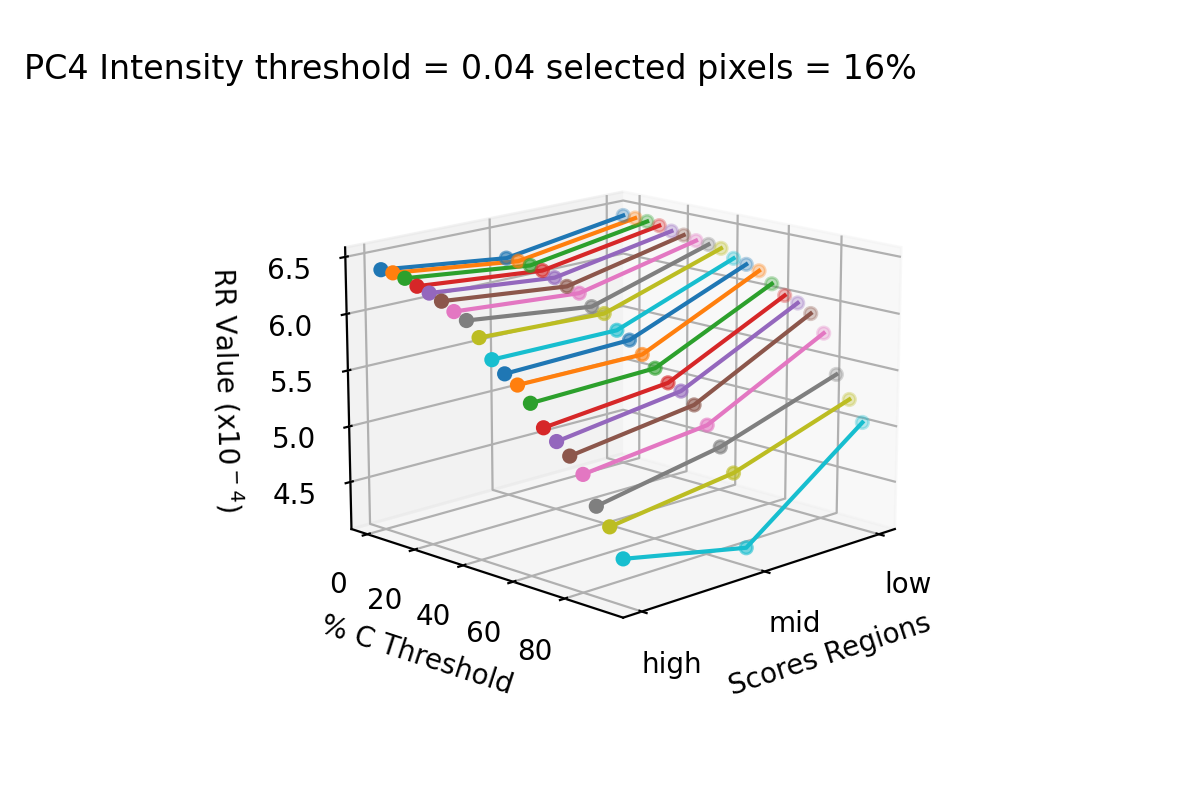 PC4 Intensity threshold = 0.04 selected pixels = 16%
RR Value (x10⁻⁴)
6.5
6.0
5.5
5.0
4.5
0
20
40
60
80
% C Threshold
high
mid
low
Scores Regions